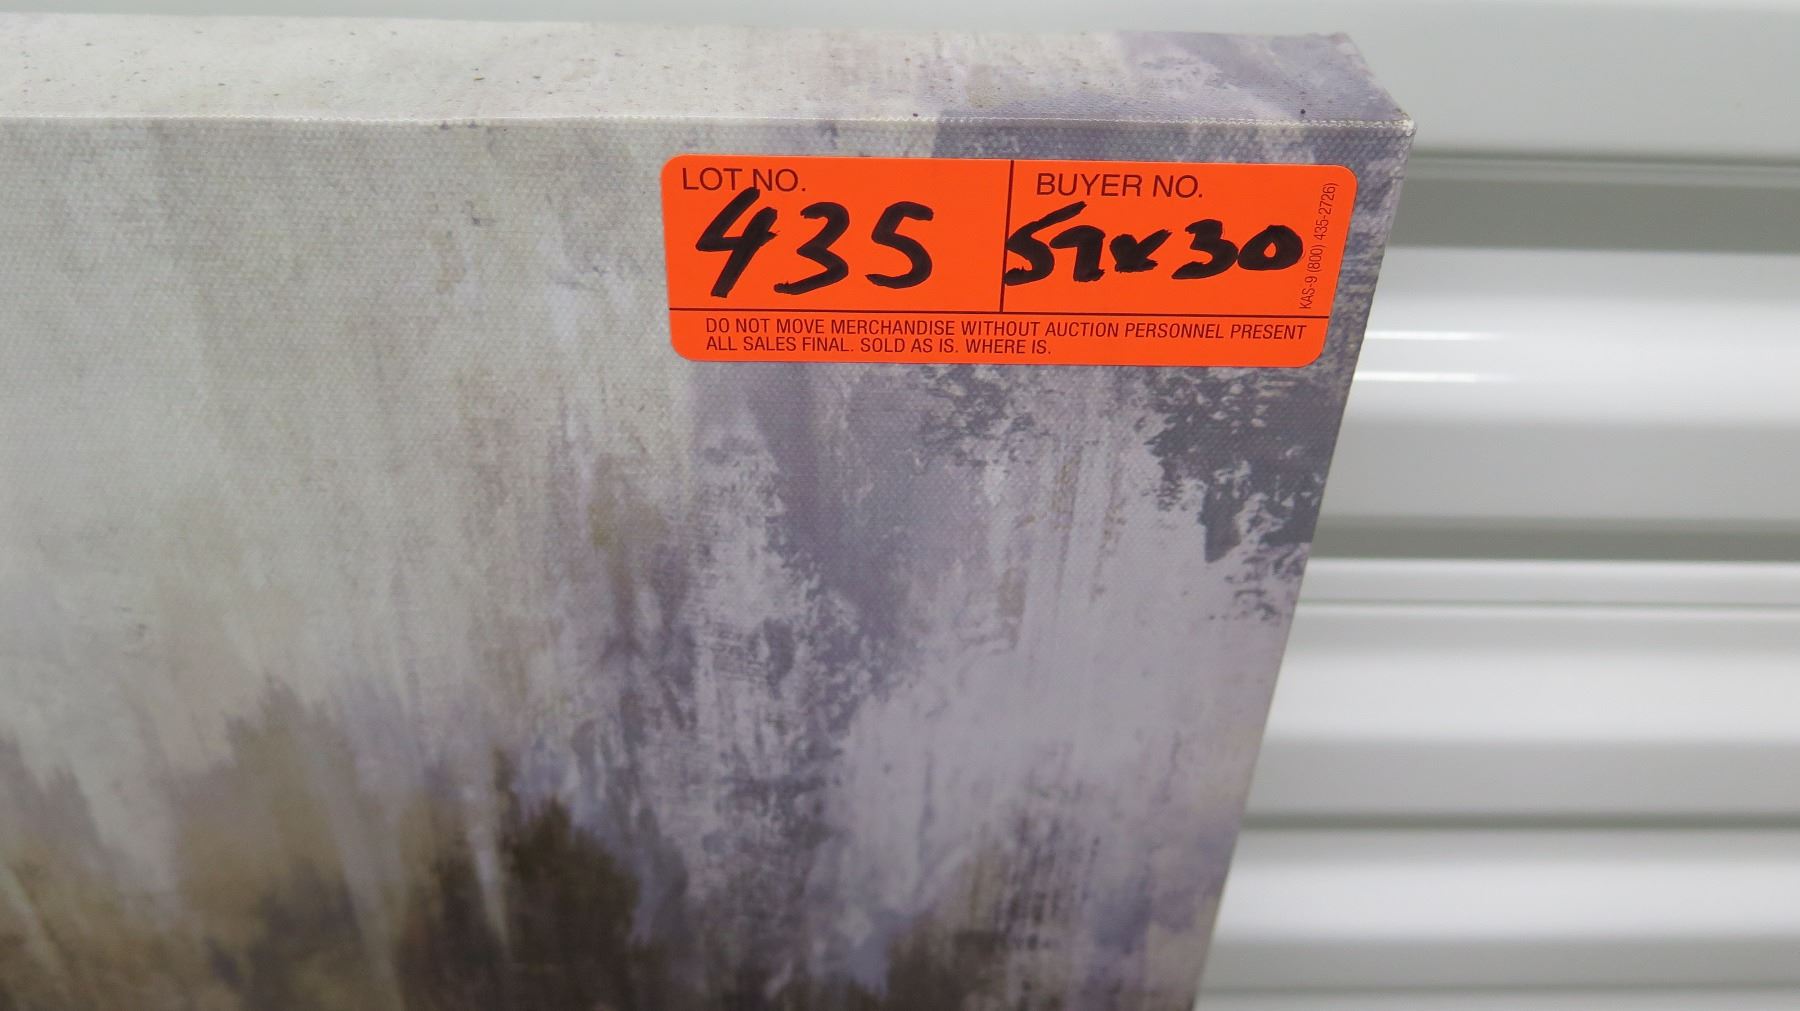 LOT NO.
435
BUYER NO.
59x30
KAS-9 (800) 435-2726)
DO NOT MOVE MERCHANDISE WITHOUT AUCTION PERSONNEL PRESENT
ALL SALES FINAL. SOLD AS IS. WHERE IS.